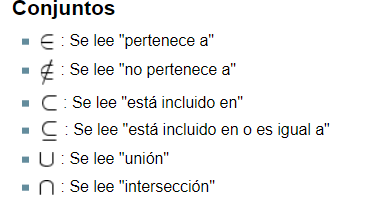 Conjuntos
∈ : Se lee "pertenece a"
∉ : Se lee "no pertenece a"
⊂ : Se lee "está incluido en"
⊆ : Se lee "está incluido en o es igual a"
∪ : Se lee "unión"
∩ : Se lee "intersección"